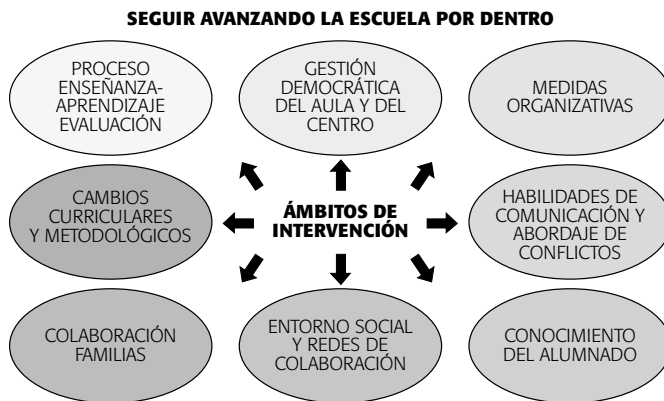 SEGUIR AVANZANDO LA ESCUELA POR DENTRO
PROCESO
ENSEÑANZA-
APRENDIZAJE
EVALUACIÓN
GESTIÓN
DEMOCRÁTICA
DEL AULA Y DEL
CENTRO
MEDIDAS
ORGANIZATIVAS
CAMBIOS
CURRICULARES
Y METODOLÓGICOS
ÁMBITOS DE
INTERVENCIÓN
HABILIDADES DE
COMUNICACIÓN Y
ABORDAJE DE
CONFLICTOS
COLABORACIÓN
FAMILIAS
ENTORNO SOCIAL
Y REDES DE
COLABORACIÓN
CONOCIMIENTO
DEL ALUMNADO